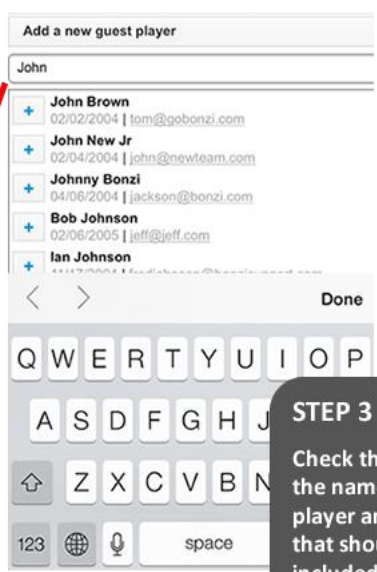 Add a new guest player
John
+ John Brown
02/02/2004 | tom@gobonzi.com
+ John New Jr
02/04/2004 | john@newteam.com
+ Johnny Bonzi
04/06/2004 | jackson@bonzi.com
+ Bob Johnson
02/06/2005 | jeff@jeff.com
+ Ian Johnson
Done
Q W E R T Y U I O P
A S D F G H J
Z X C V B N
123 space
STEP 3
Check th
the nam
player an
that shou
included